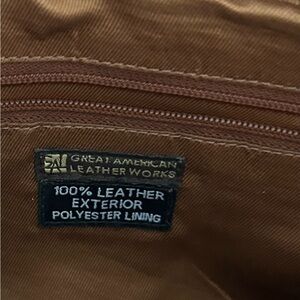 GREAT AMERICAN
LEATHER WORKS
100% LEATHER
EXTERIOR
POLYESTER LINING